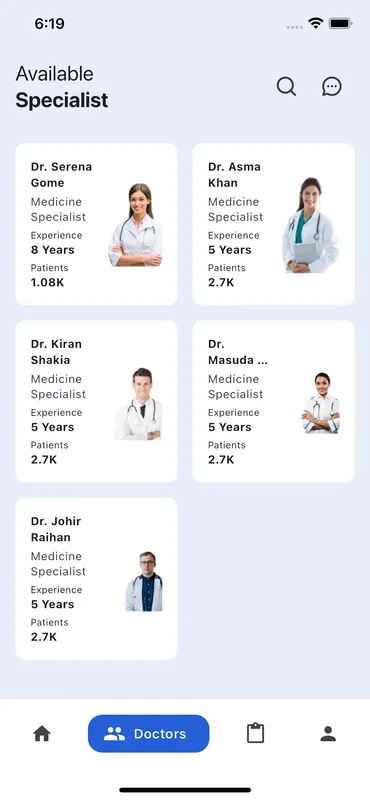 6:19
Available
Specialist
Dr. Serena
Gome
Medicine
Specialist
Experience
8 Years
Patients
1.08K
Dr. Asma
Khan
Medicine
Specialist
Experience
5 Years
Patients
2.7K
Dr. Kiran
Shakia
Medicine
Specialist
Experience
5 Years
Patients
2.7K
Dr.
Masuda ...
Medicine
Specialist
Experience
5 Years
Patients
2.7K
Dr. Johir
Raihan
Medicine
Specialist
Experience
5 Years
Patients
2.7K
Doctors